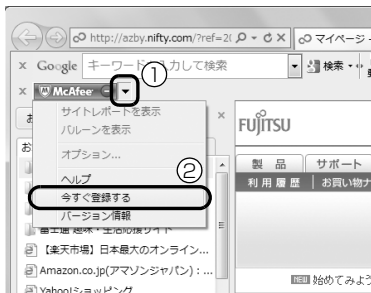 http://azby.nifty.com/?ref=2(
マイページ -
× Google キーワードを入力して検索 検索
①
× McAfee
サイトレポートを表示
バルーンを表示
オプション...
②
ヘルプ
今すぐ登録する
バージョン情報
お
×
FUJITSU
製 品 サポート
利用履歴 お買い物ナ
富士通 趣味・生活応援サイト
【楽天市場】日本最大のオンライン...
Amazon.co.jp(アマゾンジャパン) : ...
Yahoo!ショッピング
始めてみよう